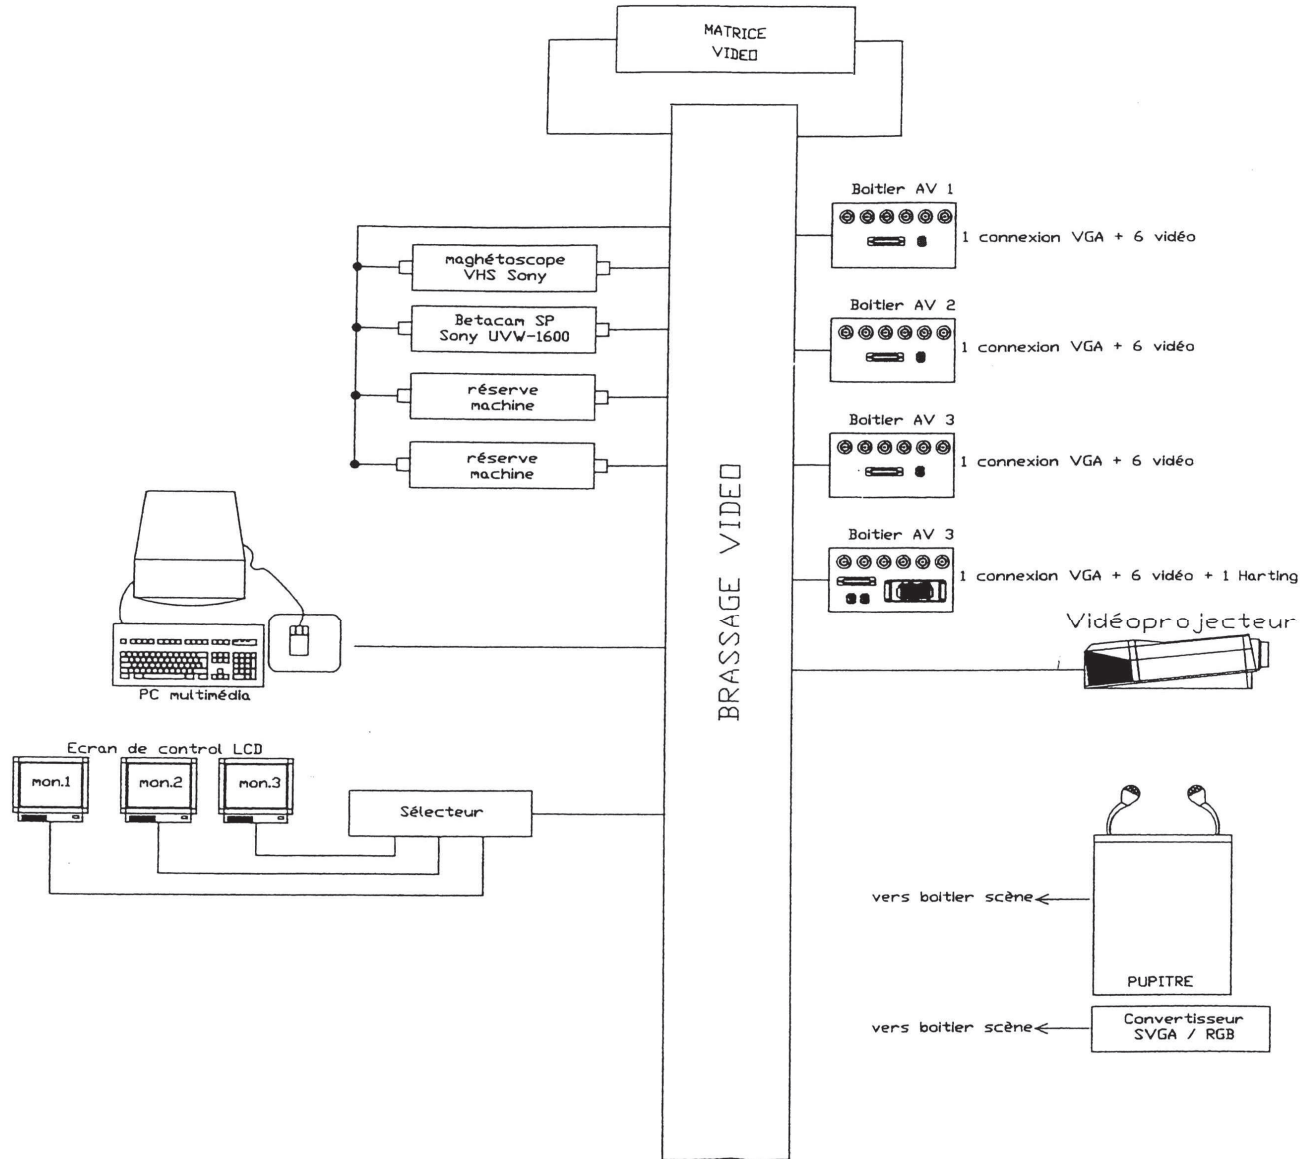 MATRICE
VIDEO
Boitier AV 1
1 connexion VGA + 6 vidéo
maghétoscope
VHS Sony
Boitier AV 2
Betacam SP
Sony UVW-1600
1 connexion VGA + 6 vidéo
réserve
machine
Boitier AV 3
1 connexion VGA + 6 vidéo
réserve
machine
BRASSAGE VIDEO
Boitier AV 3
1 connexion VGA + 6 vidéo + 1 Harting
Vidéoprojecteur
PC multimédia
Ecran de control LCD
mon.1
mon.2
mon.3
Sélecteur
vers boitier scène
PUPITRE
vers boitier scène
Convertisseur
SVGA / RGB